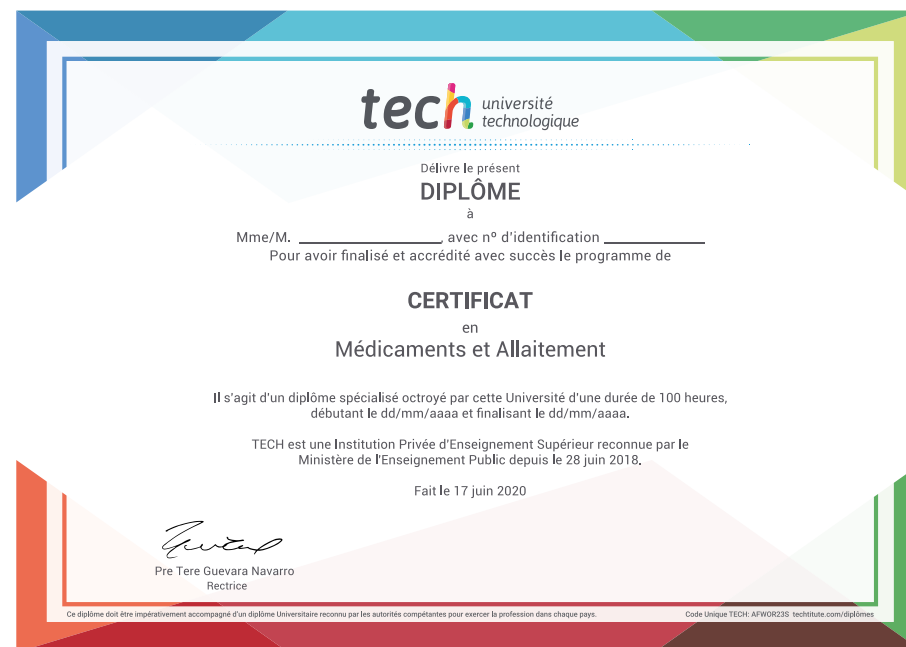 tech université
technologique
Délivre le présent
DIPLÔME
à
Mme/M. ____________________, avec nº d'identification ______________
Pour avoir finalisé et accrédité avec succès le programme de
CERTIFICAT
en
Médicaments et Allaitement
Il s'agit d'un diplôme spécialisé octroyé par cette Université d'une durée de 100 heures,
débutant le dd/mm/aaaa et finalisant le dd/mm/aaaa.
TECH est une Institution Privée d'Enseignement Supérieur reconnue par le
Ministère de l'Enseignement Public depuis le 28 juin 2018.
Fait le 17 juin 2020
Pre Tere Guevara Navarro
Rectrice
Ce diplôme doit être impérativement accompagné d'un diplôme Universitaire reconnu par les autorités compétantes pour exercer la profession dans chaque pays. Code Unique TECH: AFWOR23S techtitute.com/diplômes